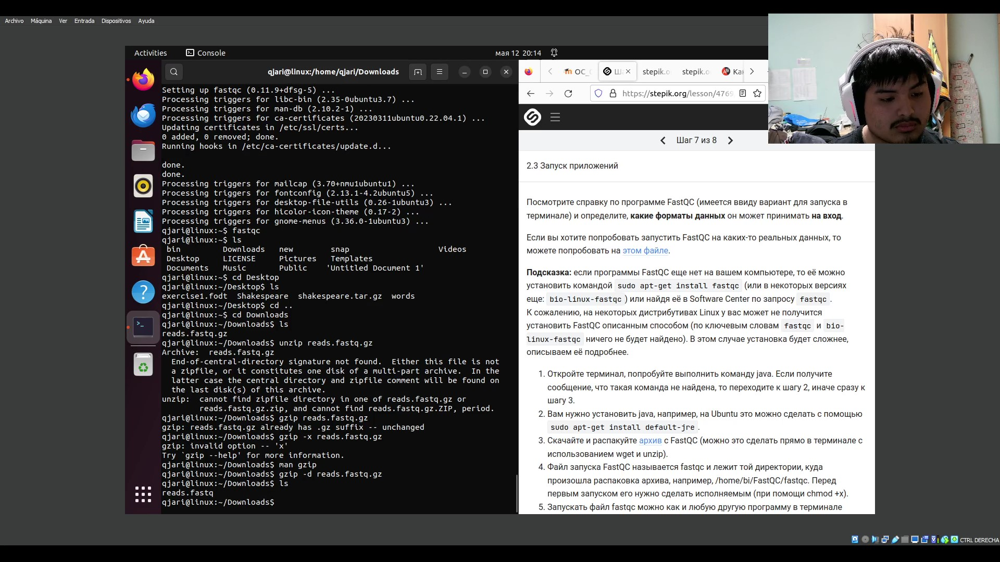 Archivo Máquina Ver Entrada Dispositivos Ayuda
Activities Console мая 12 20:14
qjari@linux:/home/qjari/Downloads
Setting up fastqc (0.11.9+dfsg-5) ...
Processing triggers for libc-bin (2.35-0ubuntu3.7) ...
Processing triggers for man-db (2.10.2-1) ...
Processing triggers for ca-certificates (20230311ubuntu0.22.04.1) ...
Updating certificates in /etc/ssl/certs...
0 added, 0 removed; done.
Running hooks in /etc/ca-certificates/update.d...
done.
done.
Processing triggers for mailcap (3.70+nmu1ubuntu1) ...
Processing triggers for fontconfig (2.13.1-4.2ubuntu5) ...
Processing triggers for desktop-file-utils (0.26-1ubuntu3) ...
Processing triggers for hicolor-icon-theme (0.17-2) ...
Processing triggers for gnome-menus (3.36.0-1ubuntu3) ...
qjari@linux:~$ fastqc
qjari@linux:~$ ls
bin Downloads new snap Videos
Desktop LICENSE Pictures Templates
Documents Music Public 'Untitled Document 1'
qjari@linux:~$ cd Desktop
qjari@linux:~/Desktop$ ls
exercise1.fodt Shakespeare shakespeare.tar.gz words
qjari@linux:~/Desktop$ cd ..
qjari@linux:~$ cd Downloads
qjari@linux:~/Downloads$ ls
reads.fastq.gz
qjari@linux:~/Downloads$ unzip reads.fastq.gz
Archive: reads.fastq.gz
End-of-central-directory signature not found. Either this file is not
a zipfile, or it constitutes one disk of a multi-part archive. In the
latter case the central directory and zipfile comment will be found on
the last disk(s) of this archive.
unzip: cannot find zipfile directory in one of reads.fastq.gz or
reads.fastq.gz.zip, and cannot find reads.fastq.gz.ZIP, period.
qjari@linux:~/Downloads$ gzip reads.fastq.gz
gzip: reads.fastq.gz already has .gz suffix -- unchanged
qjari@linux:~/Downloads$ gzip -x reads.fastq.gz
gzip: invalid option -- 'x'
Try `gzip --help' for more information.
qjari@linux:~/Downloads$ man gzip
qjari@linux:~/Downloads$ gzip -d reads.fastq.gz
qjari@linux:~/Downloads$ ls
reads.fastq
qjari@linux:~/Downloads$
ОС_ Ша stepik.o stepik.o Как
https://stepik.org/lesson/4769
Шаг 7 из 8
2.3 Запуск приложений
Посмотрите справку по программе FastQC (имеется ввиду вариант для запуска в
терминале) и определите, какие форматы данных он может принимать на вход.
Если вы хотите попробовать запустить FastQC на каких-то реальных данных, то
можете попробовать на этом файле.
Подсказка: если программы FastQC еще нет на вашем компьютере, то её можно
установить командой sudo apt-get install fastqc (или в некоторых версиях
еще: bio-linux-fastqc ) или найдя её в Software Center по запросу fastqc .
К сожалению, на некоторых дистрибутивах Linux у вас может не получится
установить FastQC описанным способом (по ключевым словам fastqc и bio-
linux-fastqc ничего не будет найдено). В этом случае установка будет сложнее,
описываем её подробнее.
1. Откройте терминал, попробуйте выполнить команду java. Если получите
сообщение, что такая команда не найдена, то переходите к шагу 2, иначе сразу к
шагу 3.
2. Вам нужно установить java, например, на Ubuntu это можно сделать с помощью
sudo apt-get install default-jre .
3. Скачайте и распакуйте архив с FastQC (можно это сделать прямо в терминале с
использованием wget и unzip).
4. Файл запуска FastQC называется fastqc и лежит той директории, куда
произошла распаковка архива, например, /home/bi/FastQC/fastqc. Перед
первым запуском его нужно сделать исполняемым (при помощи chmod +x).
5. Запускать файл fastqc можно как и любую другую программу в терминале
CTRL DERECHA